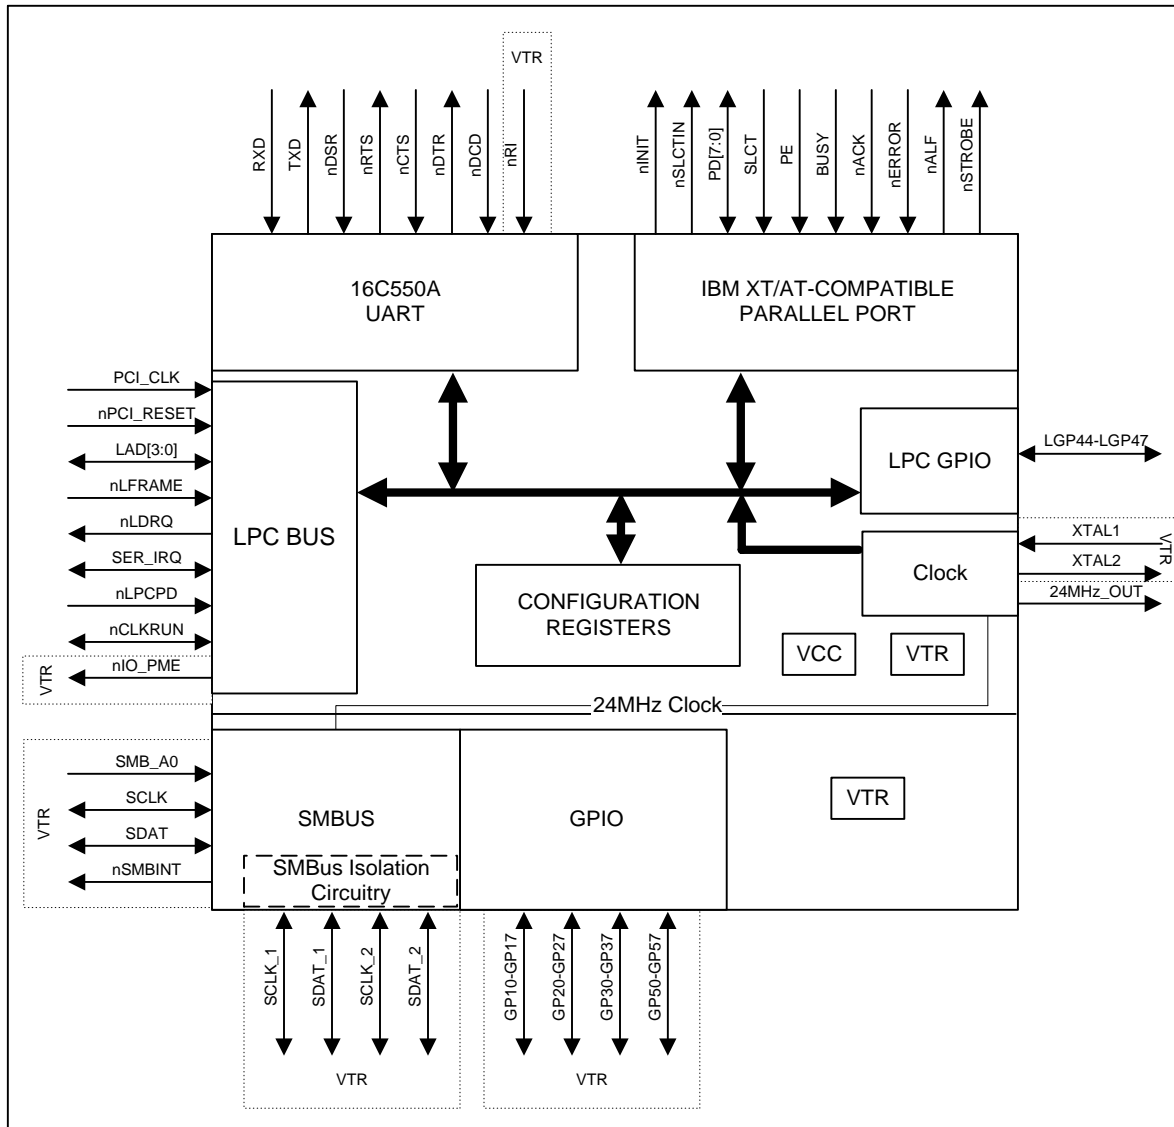 VTR
RXD
TXD
nDSR
nRTS
nCTS
nDTR
nDCD
nRI
nINIT
nSLCTIN
PD[7:0]
SLCT
PE
BUSY
nACK
nERROR
nALF
nSTROBE
16C550A
UART
IBM XT/AT-COMPATIBLE
PARALLEL PORT
PCI_CLK
nPCI_RESET
LAD[3:0]
nLFRAME
nLDRQ
SER_IRQ
nLPCPD
nCLKRUN
nIO_PME
VTR
LPC BUS
LPC GPIO
LGP44-LGP47
Clock
XTAL1
XTAL2
VTR
24MHz_OUT
CONFIGURATION
REGISTERS
VCC
VTR
24MHz Clock
SMB_A0
SCLK
SDAT
nSMBINT
VTR
SMBUS
GPIO
VTR
SMBus Isolation
Circuitry
SCLK_1
SDAT_1
SCLK_2
SDAT_2
VTR
GP10-GP17
GP20-GP27
GP30-GP37
GP50-GP57
VTR